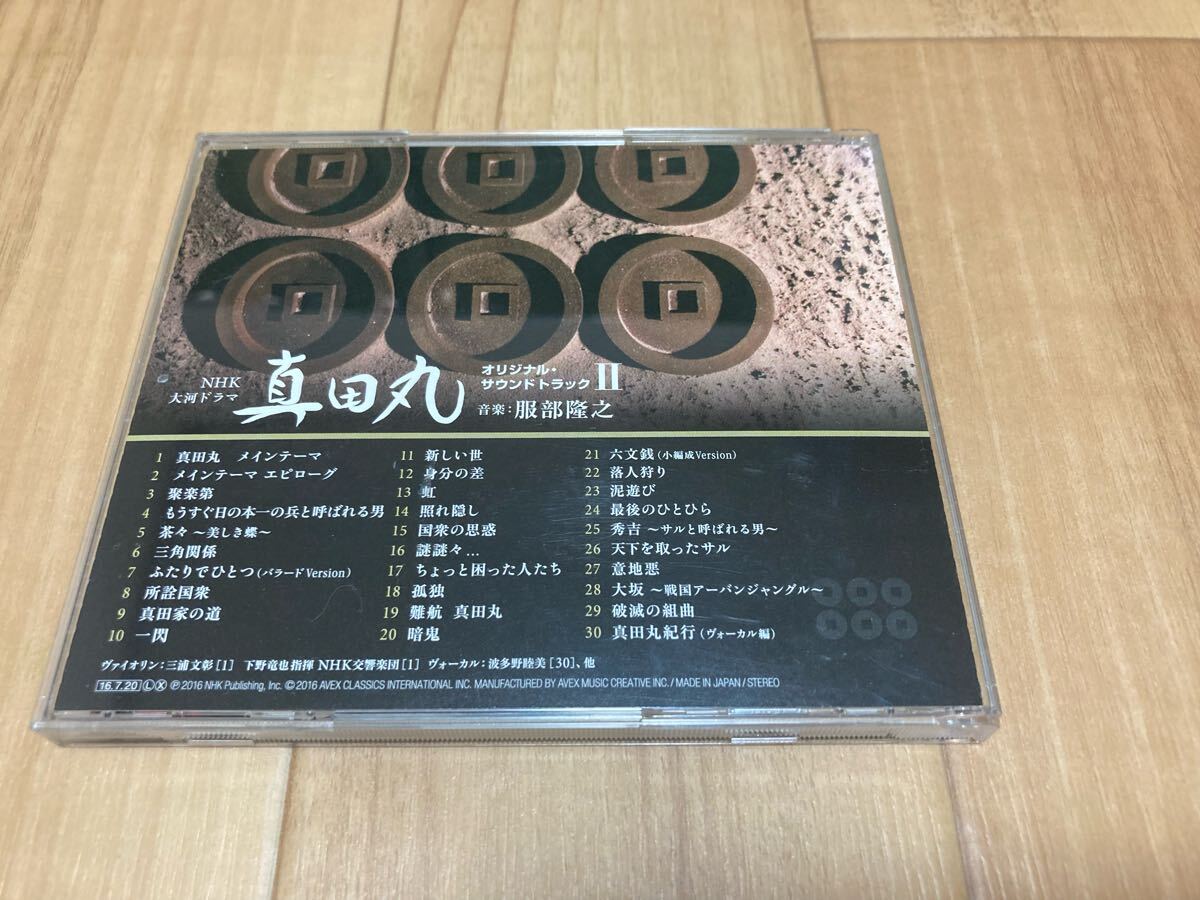 NHK
大河ドラマ
真田丸
オリジナル・
サウンドトラック II
音楽：服部隆之
1 真田丸 メインテーマ
2 メインテーマ エピローグ
3 聚楽第
4 もうすぐ日の本一の兵と呼ばれる男
5 茶々 ～美しき蝶～
6 三角関係
7 ふたりでひとつ（バラードVersion）
8 所詮国衆
9 真田家の道
10 一閃
11 新しい世
12 身分の差
13 虹
14 照れ隠し
15 国衆の思惑
16 謎謎々…
17 ちょっと困った人たち
18 孤独
19 難航 真田丸
20 暗鬼
21 六文銭（小編成Version）
22 落人狩り
23 泥遊び
24 最後のひとひら
25 秀吉 ～サルと呼ばれる男～
26 天下を取ったサル
27 意地悪
28 大坂 ～戦国アーバンジャングル～
29 破滅の組曲
30 真田丸紀行（ヴォーカル編）
ヴァイオリン：三浦文彰[1] 下野竜也指揮 NHK交響楽団[1] ヴォーカル：波多野睦美[30]、他
16.7.20 Ⓛ Ⓧ ℗2016 NHK Publishing, Inc. ©2016 AVEX CLASSICS INTERNATIONAL INC. MANUFACTURED BY AVEX MUSIC CREATIVE INC. / MADE IN JAPAN / STEREO